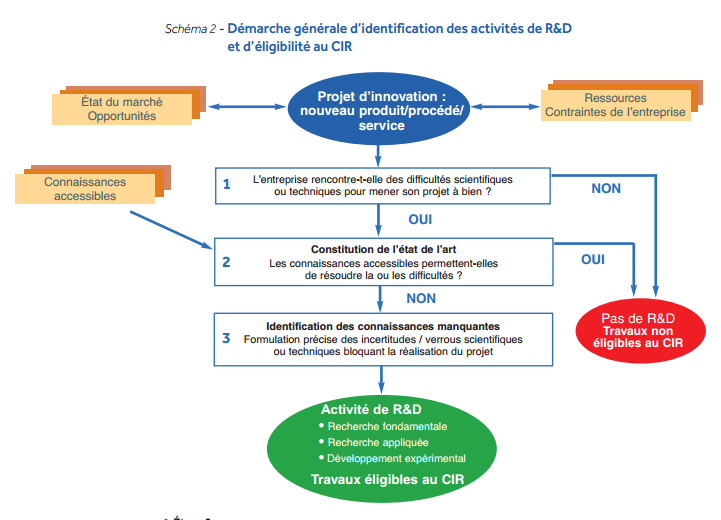 Schéma 2 - Démarche générale d'identification des activités de R&D
et d'éligibilité au CIR
État du marché
Opportunités
Projet d'innovation :
nouveau produit/procédé/
service
Ressources
Contraintes de l'entreprise
Connaissances
accessibles
1
L'entreprise rencontre-t-elle des difficultés scientifiques
ou techniques pour mener son projet à bien ?
NON
OUI
2
Constitution de l'état de l'art
Les connaissances accessibles permettent-elles
de résoudre la ou les difficultés ?
OUI
NON
3
Identification des connaissances manquantes
Formulation précise des incertitudes / verrous scientifiques
ou techniques bloquant la réalisation du projet
Pas de R&D
Travaux non
éligibles au CIR
Activité de R&D
• Recherche fondamentale
• Recherche appliquée
• Développement expérimental
Travaux éligibles au CIR